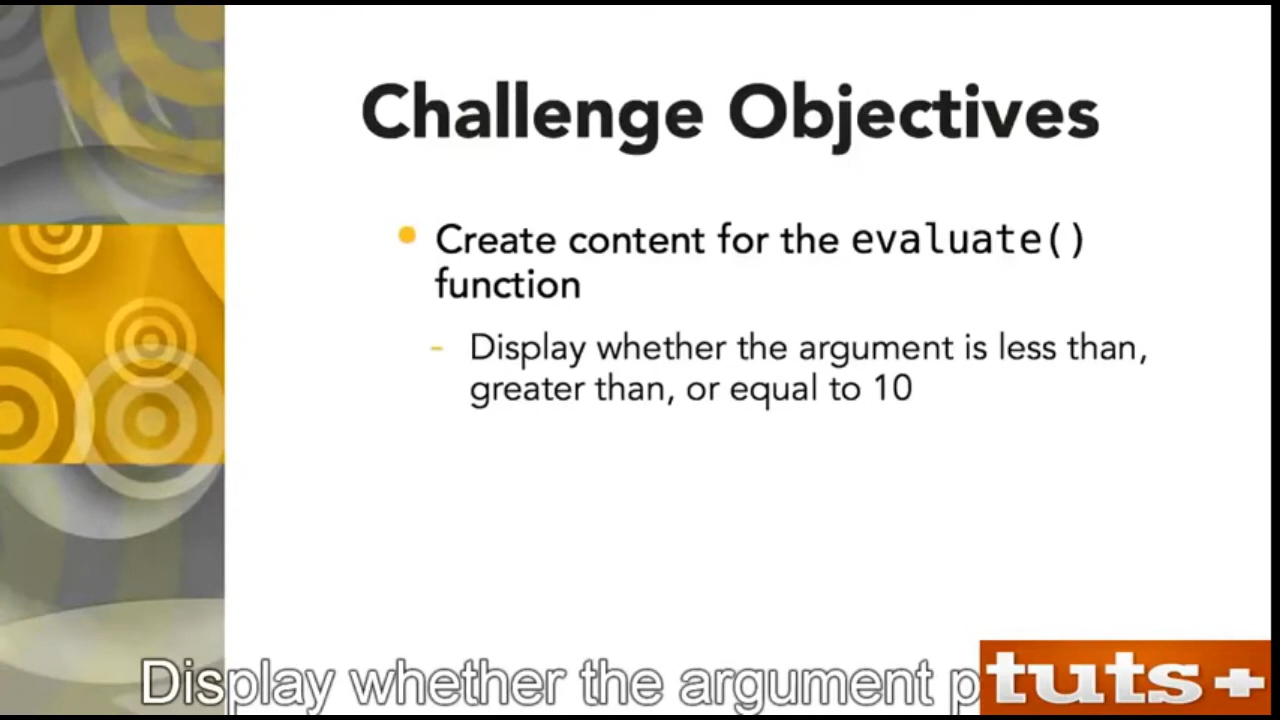 Challenge Objectives
• Create content for the evaluate()
function
- Display whether the argument is less than,
greater than, or equal to 10
Display whether the argument p
tuts+